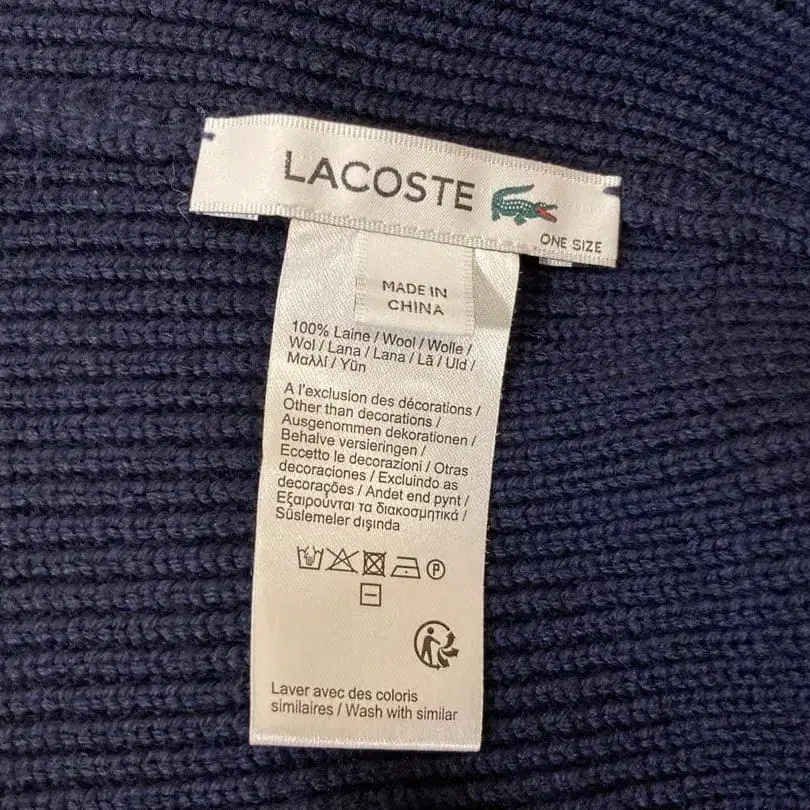 LACOSTE
ONE SIZE
MADE IN
CHINA
100% Laine / Wool / Wolle /
Wol / Lana / Lana / Lã / Uld /
Μαλλί / Yün
A l'exclusion des décorations /
Other than decorations /
Ausgenommen dekorationen /
Behalve versieringen /
Eccetto le decorazioni / Otras
decoraciones / Excluindo as
decorações / Andet end pynt /
Εξαιρούνται τα διακοσμητικά /
Süslemeler dışında
P
Laver avec des coloris
similaires / Wash with similar